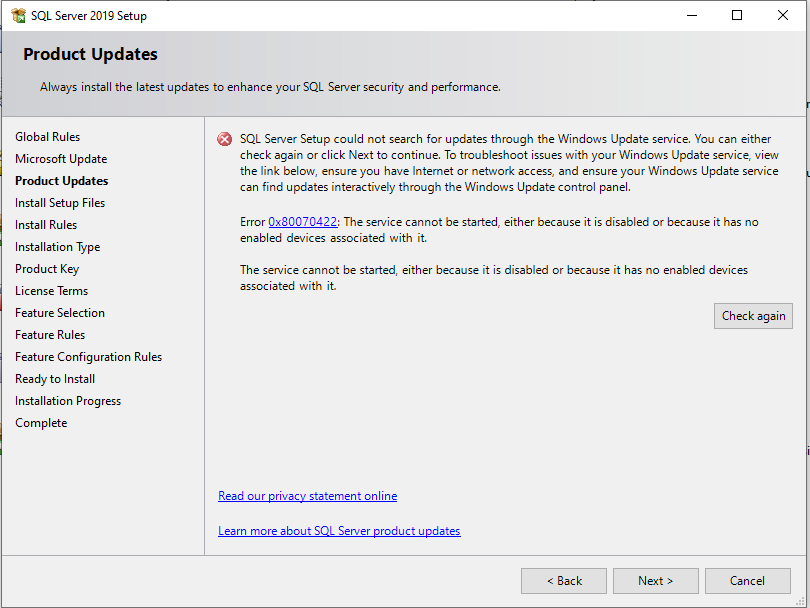 SQL Server 2019 Setup
Product Updates
Always install the latest updates to enhance your SQL Server security and performance.
Global Rules
Microsoft Update
Product Updates
Install Setup Files
Install Rules
Installation Type
Product Key
License Terms
Feature Selection
Feature Rules
Feature Configuration Rules
Ready to Install
Installation Progress
Complete
SQL Server Setup could not search for updates through the Windows Update service. You can either
check again or click Next to continue. To troubleshoot issues with your Windows Update service, view
the link below, ensure you have Internet or network access, and ensure your Windows Update service
can find updates interactively through the Windows Update control panel.
Error 0x80070422: The service cannot be started, either because it is disabled or because it has no
enabled devices associated with it.
The service cannot be started, either because it is disabled or because it has no enabled devices
associated with it.
Check again
Read our privacy statement online
Learn more about SQL Server product updates
< Back
Next >
Cancel